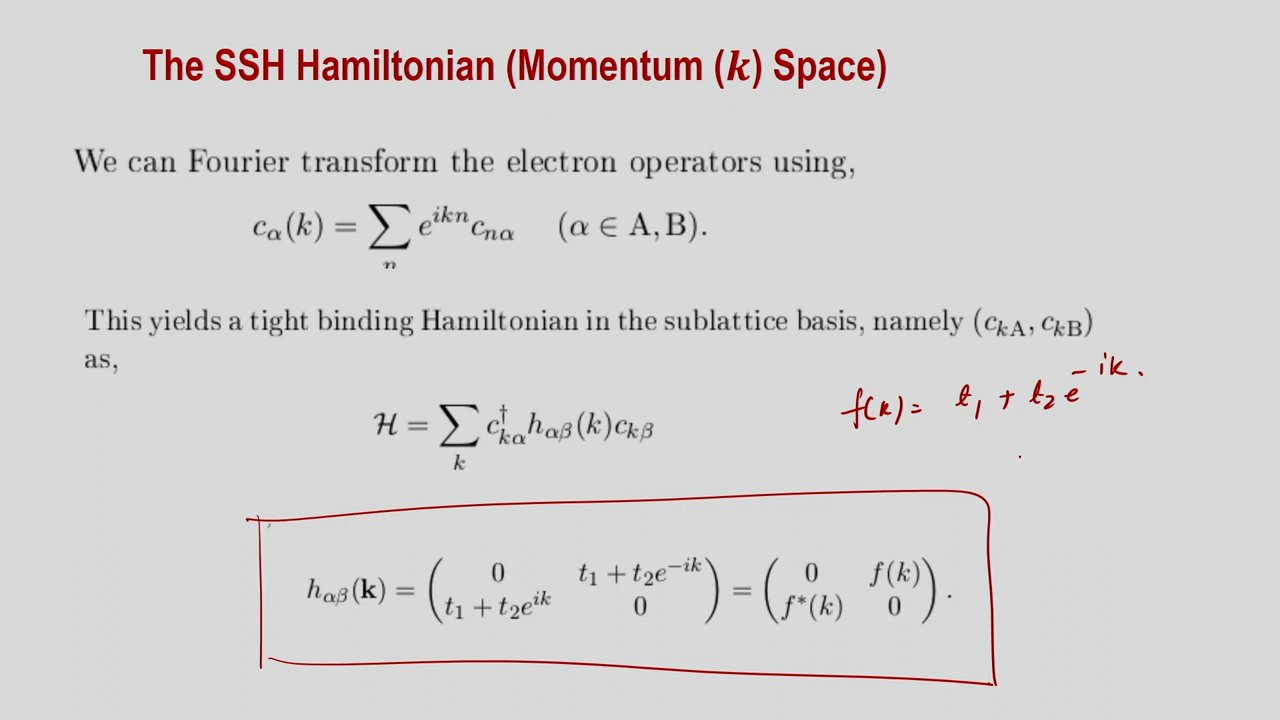 The SSH Hamiltonian (Momentum (k) Space)
We can Fourier transform the electron operators using,
c_α(k) = ∑_n e^{ikn} c_{nα} (α ∈ A, B).
This yields a tight binding Hamiltonian in the sublattice basis, namely (c_{kA}, c_{kB})
as,
f(k) = t_1 + t_2 e^{-ik}.
ℋ = ∑_k c†_{kα} h_{αβ}(k) c_{kβ}
h_{αβ}(𝐤) = ( 0 t_1 + t_2e^{-ik} ; t_1 + t_2e^{ik} 0 ) = ( 0 f(k) ; f*(k) 0 ) .